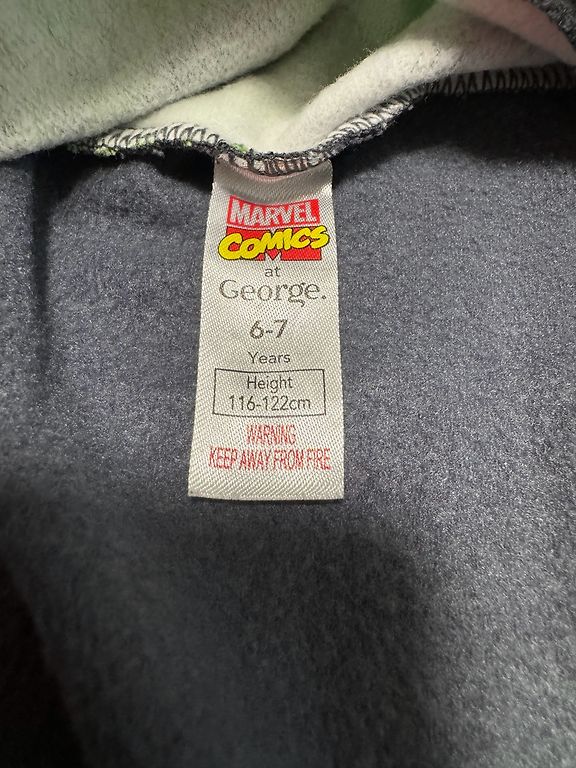 MARVEL
COMICS
at
George.
6-7
Years
Height
116-122cm
WARNING
KEEP AWAY FROM FIRE